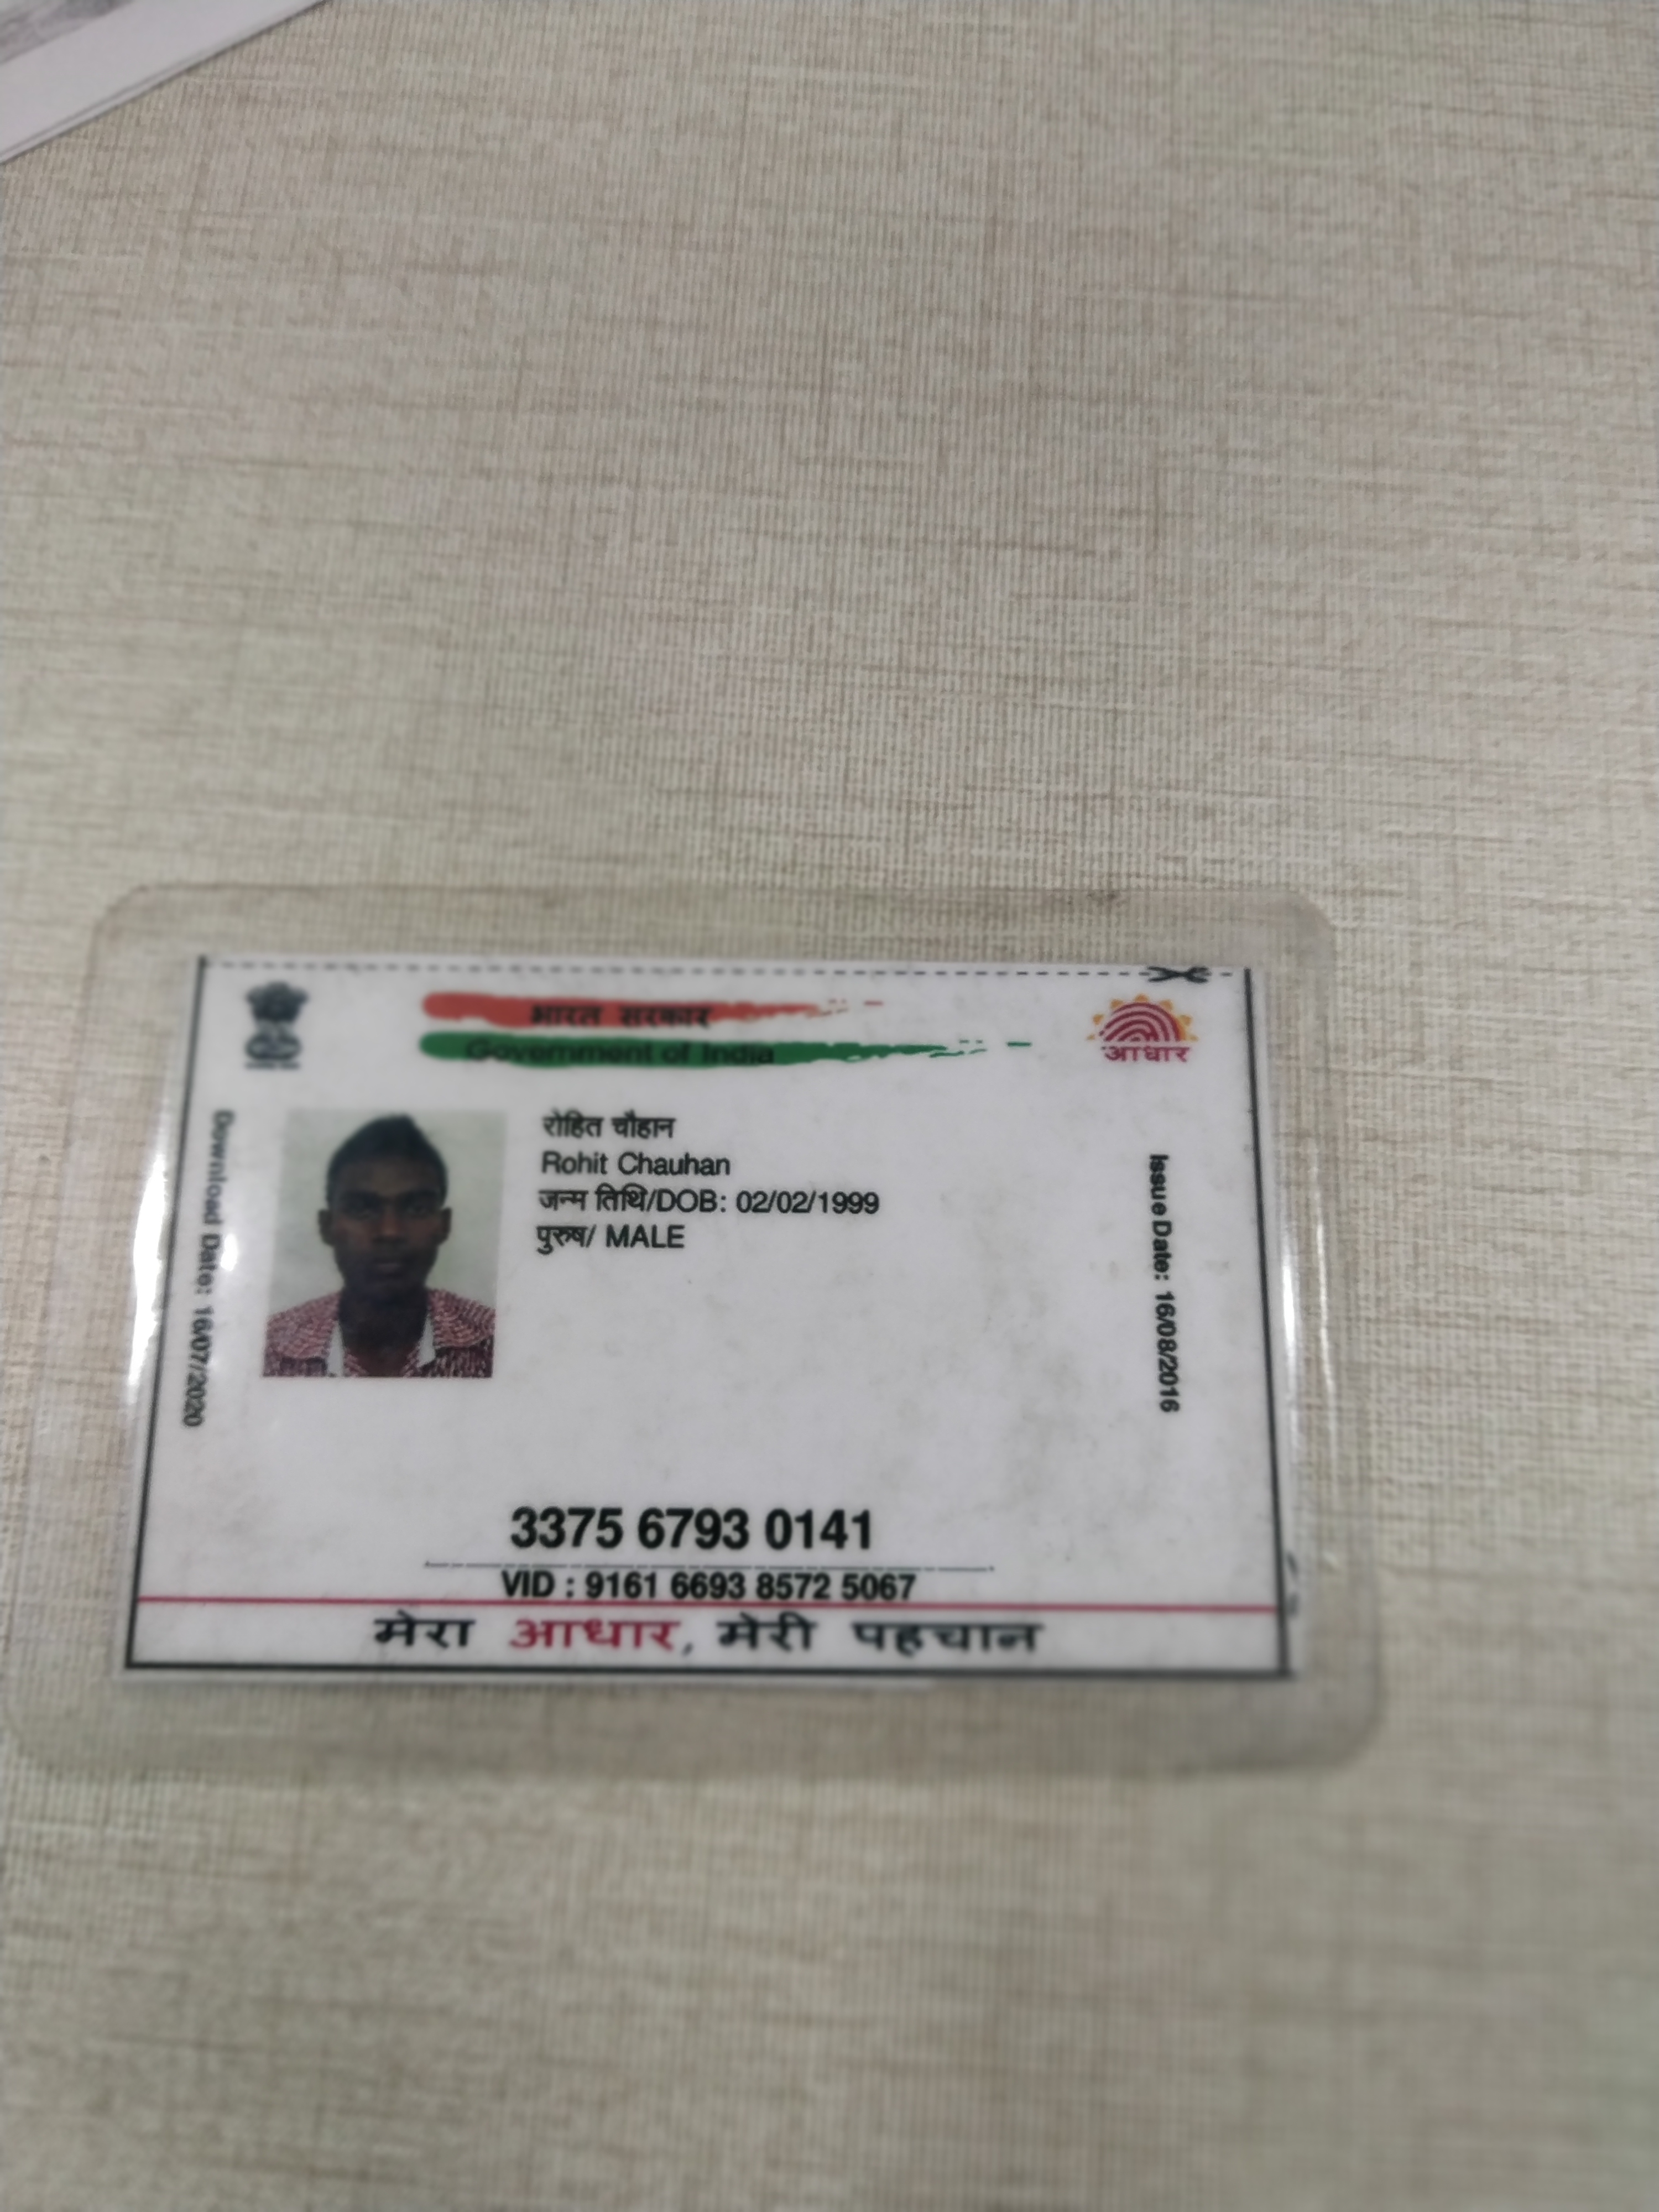 भारत सरकार
Government of India
आधार
Download Date: 16/07/2020
रोहित चौहान
Rohit Chauhan
जन्म तिथि/DOB: 02/02/1999
पुरुष/ MALE
Issue Date: 16/08/2016
3375 6793 0141
VID : 9161 6693 8572 5067
मेरा आधार, मेरी पहचान